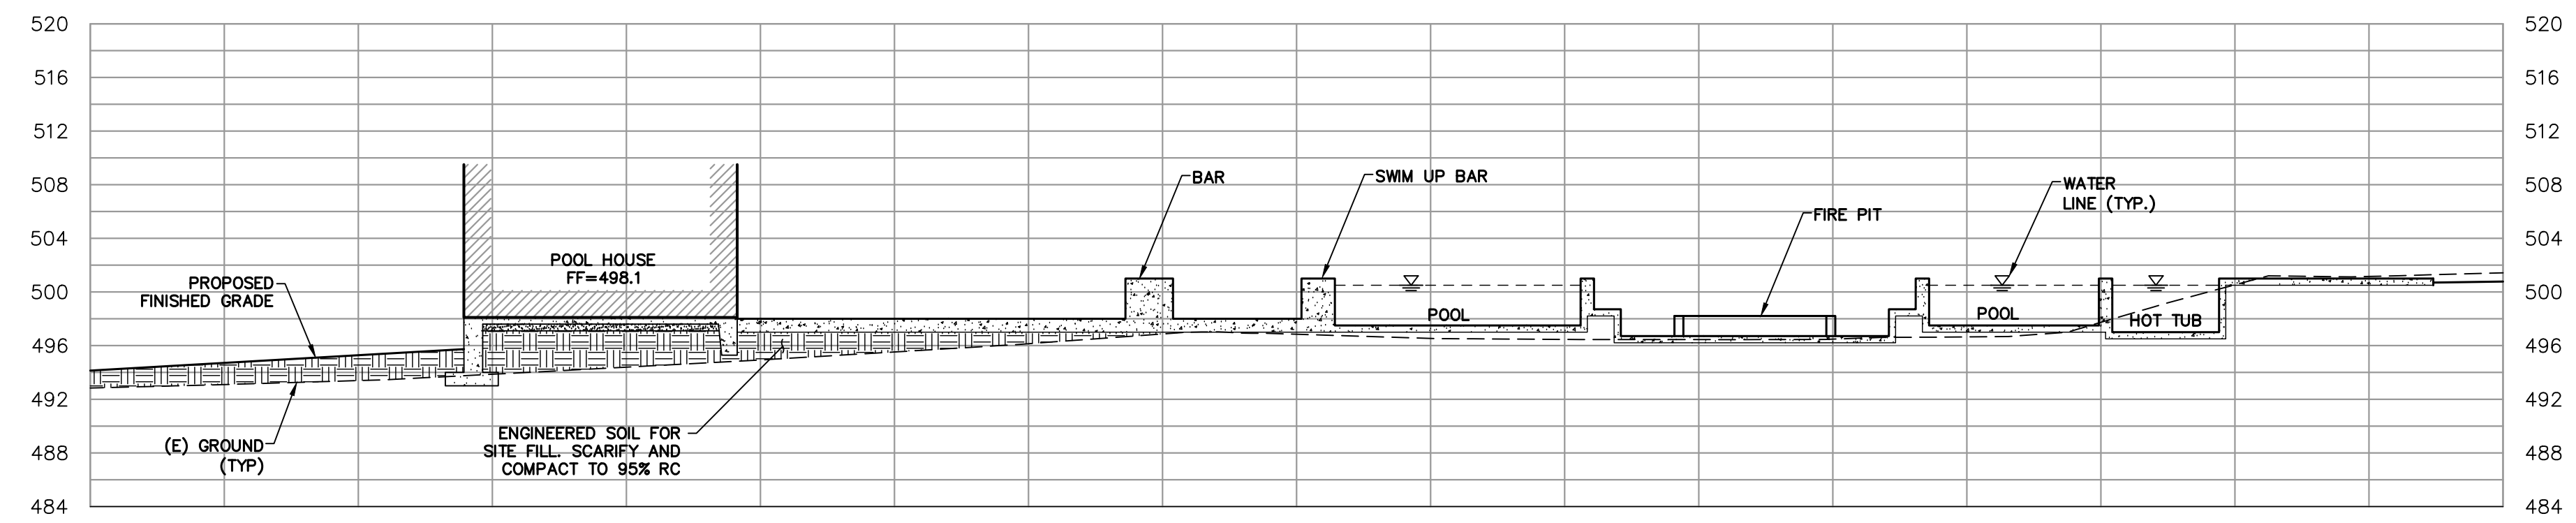 520
516
512
508
504
500
496
492
488
484
PROPOSED
FINISHED GRADE
(E) GROUND
(TYP)
POOL HOUSE
FF=498.1
ENGINEERED SOIL FOR
SITE FILL. SCARIFY AND
COMPACT TO 95% RC
BAR
SWIM UP BAR
POOL
FIRE PIT
WATER
LINE (TYP.)
POOL
HOT TUB
520
516
512
508
504
500
496
492
488
484